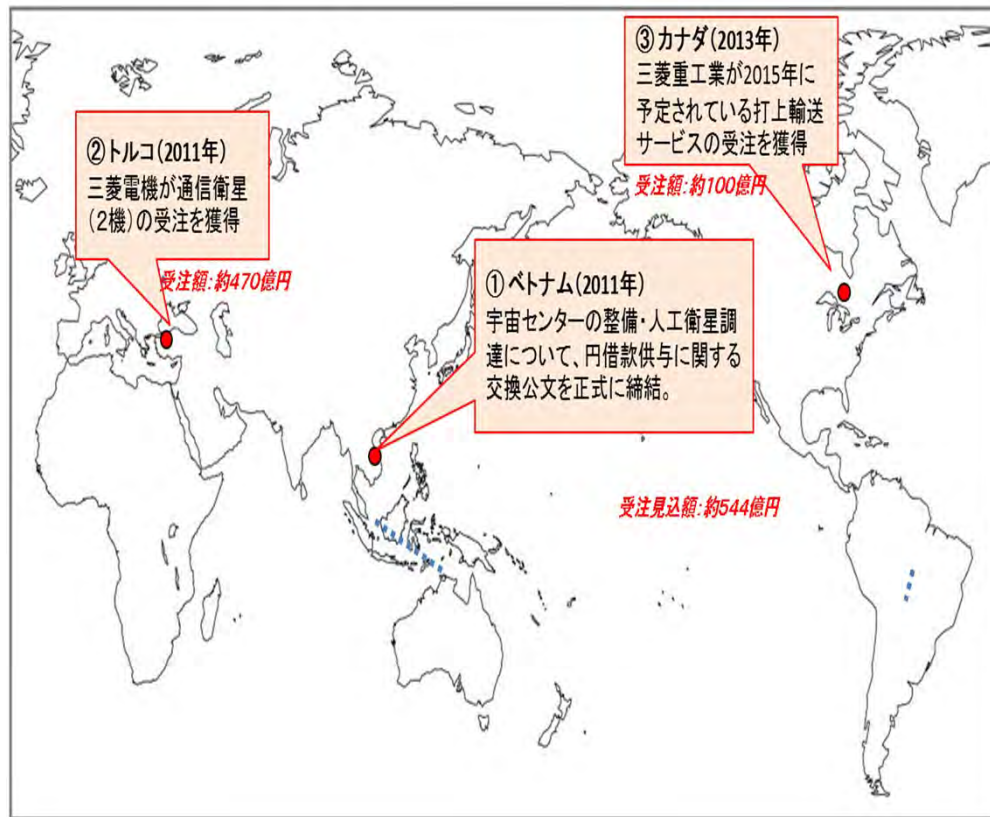 ① ベトナム(2011年)
宇宙センターの整備・人工衛星調
達について、円借款供与に関する
交換公文を正式に締結。
受注見込額:約544億円
② トルコ(2011年)
三菱電機が通信衛星
(2機)の受注を獲得
受注額:約470億円
③ カナダ(2013年)
三菱重工業が2015年に
予定されている打上輸送
サービスの受注を獲得
受注額:約100億円